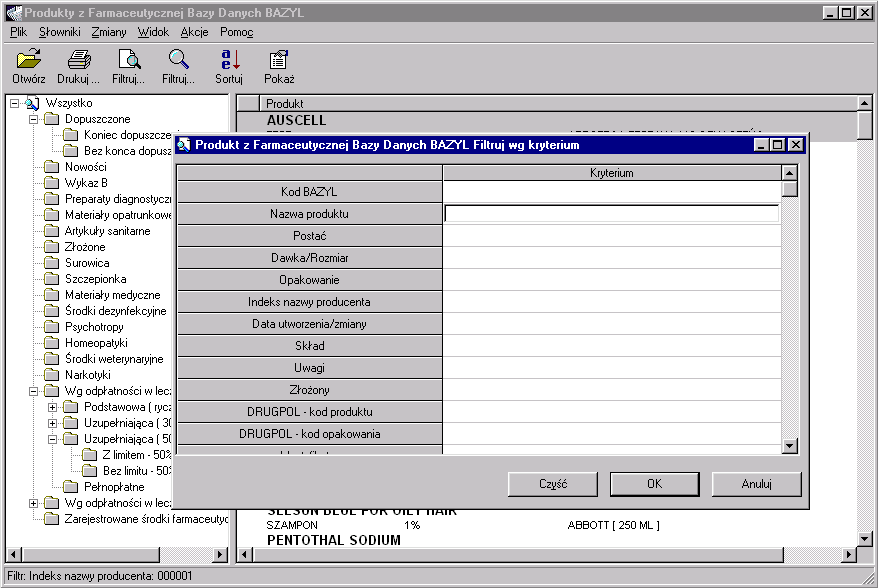 Produkty z Farmaceutycznej Bazy Danych BAZYL
Plik Słowniki Zmiany Widok Akcje Pomoc
Otwórz Drukuj ... Filtruj... Filtruj... Sortuj Pokaż
Wszystko
Dopuszczone
Koniec dopuszcze
Bez konca dopusz
Nowości
Wykaz B
Preparaty diagnostyczn
Materiały opatrunkowe
Artykuły sanitarne
Złożone
Surowica
Szczepionka
Materiały medyczne
Środki dezynfekcyjne
Psychotropy
Homeopatyki
Środki weterynaryjne
Narkotyki
Wg odpłatności w lecz
Podstawowa ( rycz
Uzupełniająca ( 30
Uzupełniająca ( 50
Z limitem - 50%
Bez limitu - 50%
Pełnopłatne
Wg odpłatności w lecz
Zarejestrowane środki farmaceutyc
Produkt
AUSCELL
Produkt z Farmaceutycznej Bazy Danych BAZYL Filtruj wg kryterium
Kryterium
Kod BAZYL
Nazwa produktu
Postać
Dawka/Rozmiar
Opakowanie
Indeks nazwy producenta
Data utworzenia/zmiany
Skład
Uwagi
Złożony
DRUGPOL - kod produktu
DRUGPOL - kod opakowania
Czyść OK Anuluj
SELSUN BLUE FOR OILY HAIR
SZAMPON 1% ABBOTT [ 250 ML ]
PENTOTHAL SODIUM
Filtr: Indeks nazwy producenta: 000001